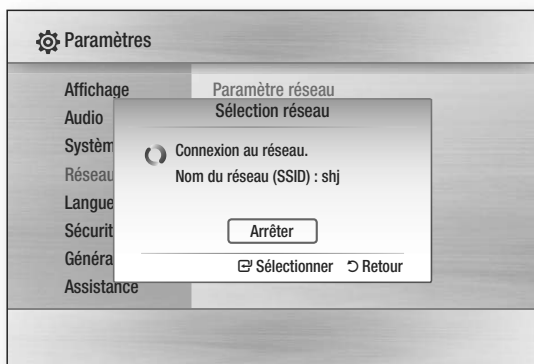 Paramètres
Affichage
Paramètre réseau
Audio
Sélection réseau
Systèm
Connexion au réseau.
Réseau
Nom du réseau (SSID) : shj
Langue
Sécurit
Arrêter
Généra
Sélectionner Retour
Assistance